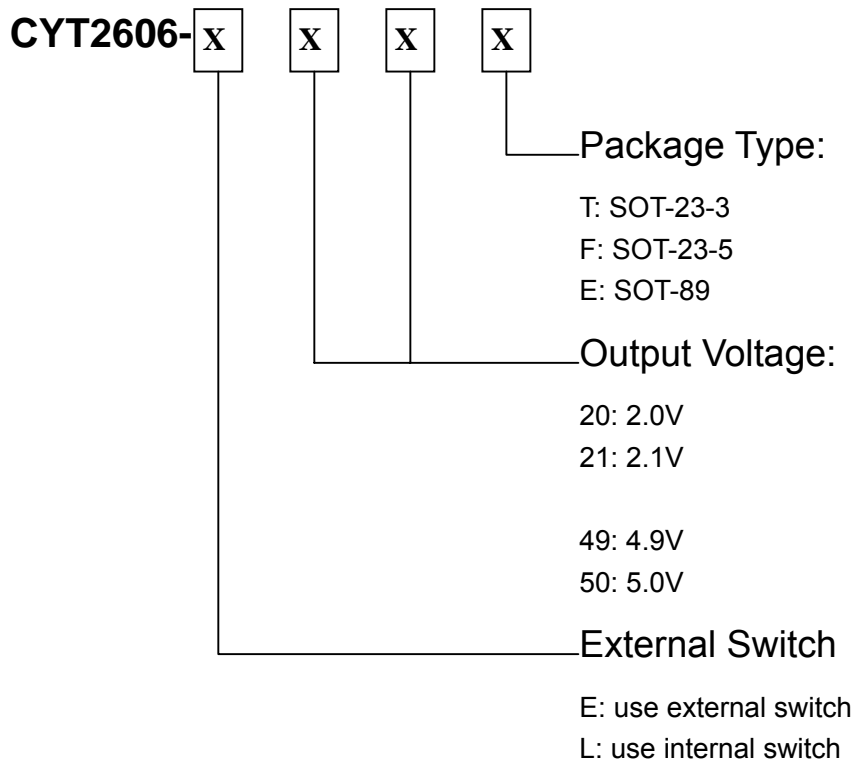 CYT2606- X X X X
Package Type:
T: SOT-23-3
F: SOT-23-5
E: SOT-89
Output Voltage:
20: 2.0V
21: 2.1V
49: 4.9V
50: 5.0V
External Switch
E: use external switch
L: use internal switch